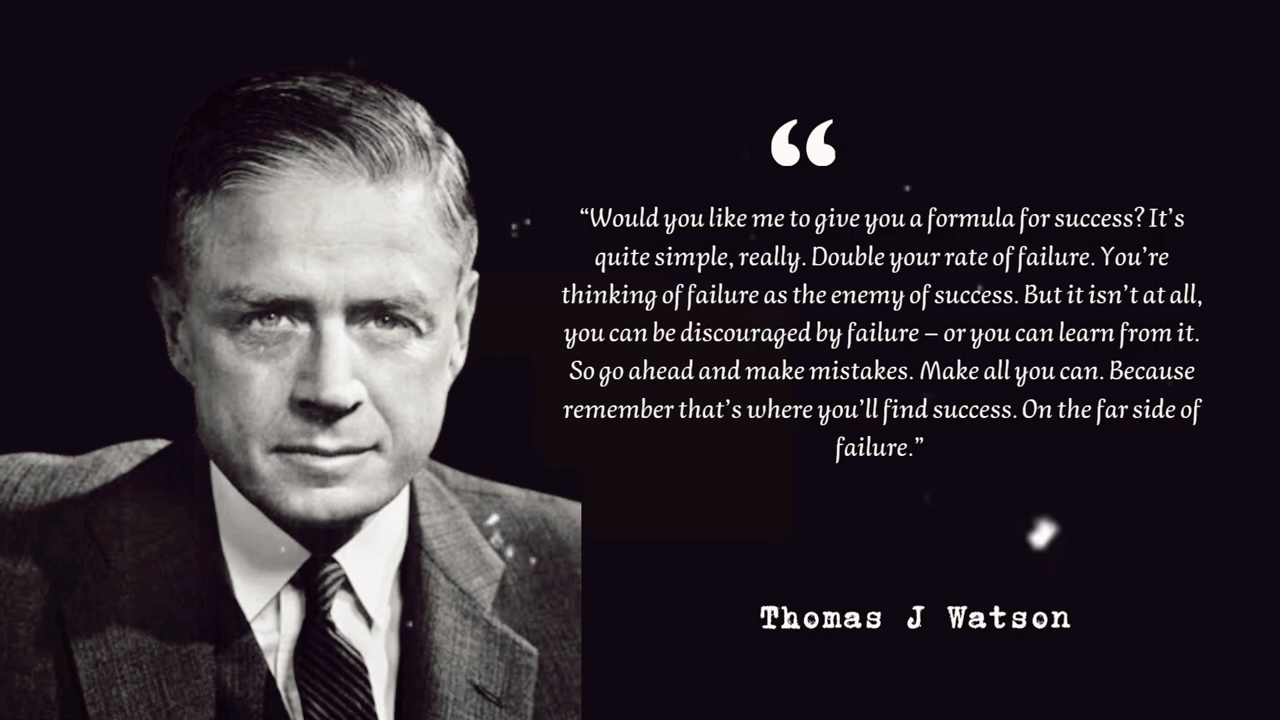 “
“Would you like me to give you a formula for success? It’s
quite simple, really. Double your rate of failure. You’re
thinking of failure as the enemy of success. But it isn’t at all,
you can be discouraged by failure – or you can learn from it.
So go ahead and make mistakes. Make all you can. Because
remember that’s where you’ll find success. On the far side of
failure.”
Thomas J Watson